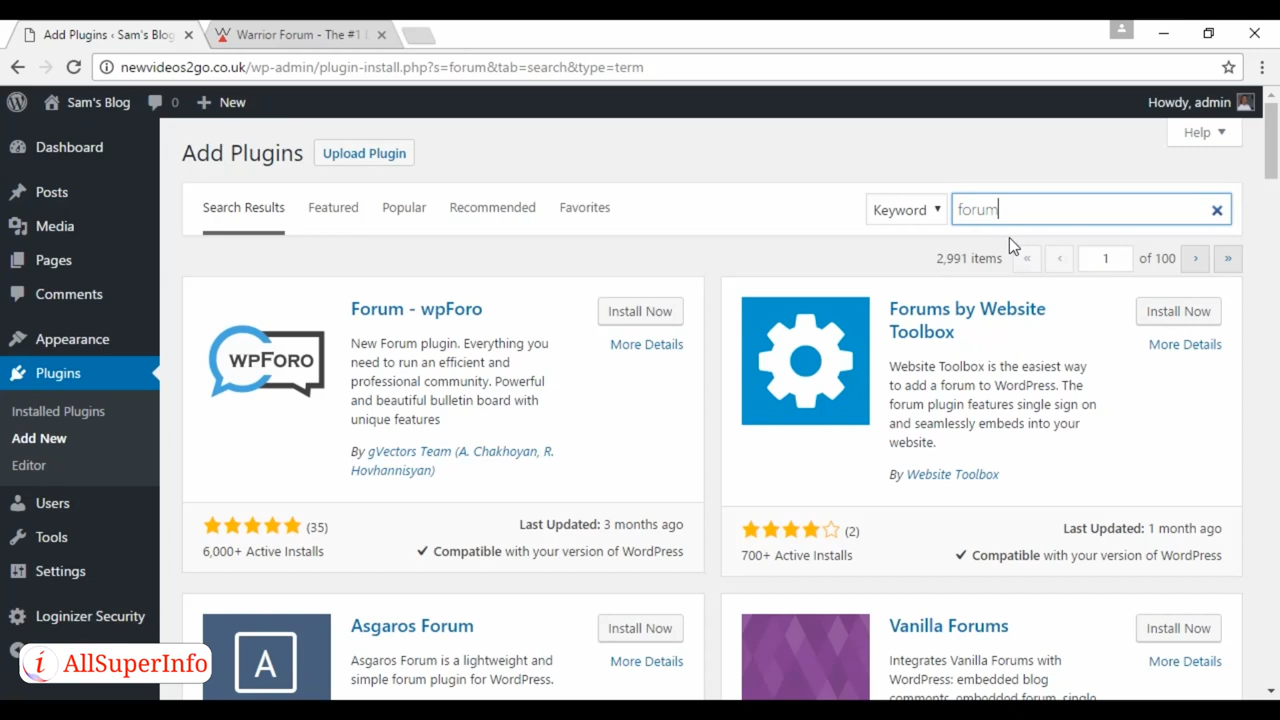 Add Plugins ‹ Sam's Blog
Warrior Forum - The #1
newvideos2go.co.uk/wp-admin/plugin-install.php?s=forum&tab=search&type=term
Sam's Blog 0 New
Howdy, admin
Help
Dashboard
Posts
Media
Pages
Comments
Appearance
Plugins
Installed Plugins
Add New
Editor
Users
Tools
Settings
Loginizer Security
AllSuperInfo
Add Plugins
Upload Plugin
Search Results Featured Popular Recommended Favorites
Keyword forum
2,991 items « ‹ 1 of 100 › »
wpForo
Forum - wpForo
Install Now
More Details
New Forum plugin. Everything you
need to run an efficient and
professional community. Powerful
and beautiful bulletin board with
unique features
By gVectors Team (A. Chakhoyan, R.
Hovhannisyan)
(35)
6,000+ Active Installs
Last Updated: 3 months ago
Compatible with your version of WordPress
Forums by Website
Toolbox
Install Now
More Details
Website Toolbox is the easiest way
to add a forum to WordPress. The
forum plugin features single sign on
and seamlessly embeds into your
website.
By Website Toolbox
(2)
700+ Active Installs
Last Updated: 1 month ago
Compatible with your version of WordPress
A
Asgaros Forum
Install Now
More Details
Asgaros Forum is a lightweight and
simple forum plugin for WordPress.
Vanilla Forums
Install Now
More Details
Integrates Vanilla Forums with
WordPress: embedded blog
comments, embedded forum, single